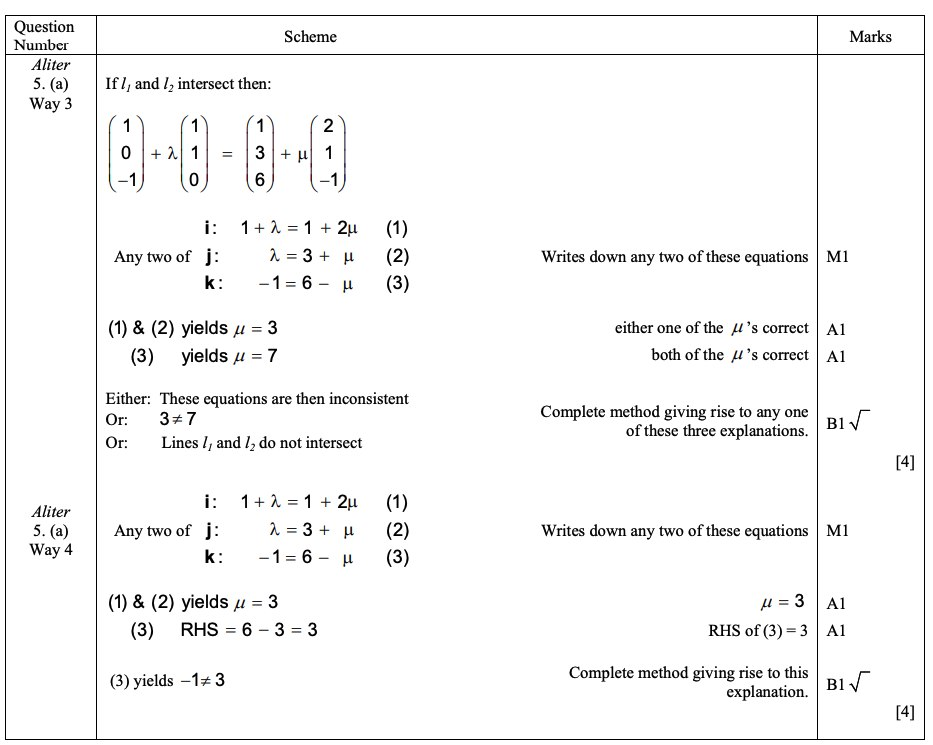 Question Number Scheme Marks
Aliter
5. (a)
Way 3
If l₁ and l₂ intersect then:
(1 0 −1) + λ (1 1 0) = (1 3 6) + μ (2 1 −1)
i: 1 + λ = 1 + 2μ (1)
Any two of j: λ = 3 + μ (2) Writes down any two of these equations M1
k: −1 = 6 − μ (3)
(1) & (2) yields μ = 3 either one of the μ's correct A1
(3) yields μ = 7 both of the μ's correct A1
Either: These equations are then inconsistent
Or: 3 ≠ 7
Or: Lines l₁ and l₂ do not intersect
Complete method giving rise to any one
of these three explanations.
B1√
[4]
Aliter
5. (a)
Way 4
i: 1 + λ = 1 + 2μ (1)
Any two of j: λ = 3 + μ (2) Writes down any two of these equations M1
k: −1 = 6 − μ (3)
(1) & (2) yields μ = 3 μ = 3 A1
(3) RHS = 6 − 3 = 3 RHS of (3) = 3 A1
(3) yields −1 ≠ 3
Complete method giving rise to this
explanation.
B1√
[4]